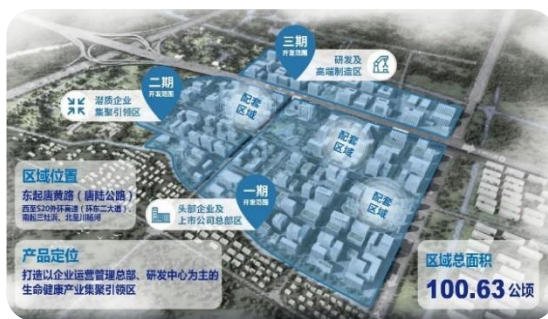 三期
开发范围
研发及
高端制造区
二期
开发范围
潜质企业
集聚引领区
配套
区域
配套
区域
配套
区域
一期
开发范围
头部企业及
上市公司总部区
区域位置
东起唐黄路（唐陆公路）
西至S20外环高速（环东二大道）、
南起三灶浜、北至川杨河
产品定位
打造以企业运营管理总部、研发中心为主的
生命健康产业集聚引领区
区域总面积
100.63公顷